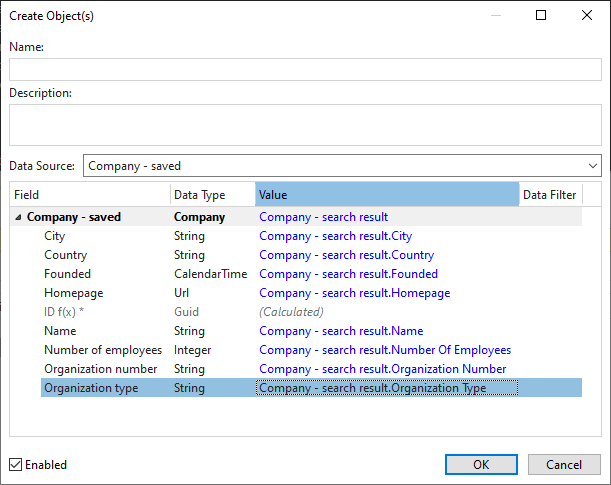 Create Object(s)
Name:
Description:
Data Source: Company - saved
Field Data Type Value Data Filter
Company - saved Company Company - search result
City String Company - search result.City
Country String Company - search result.Country
Founded CalendarTime Company - search result.Founded
Homepage Url Company - search result.Homepage
ID f(x) * Guid (Calculated)
Name String Company - search result.Name
Number of employees Integer Company - search result.Number Of Employees
Organization number String Company - search result.Organization Number
Organization type String Company - search result.Organization Type
Enabled OK Cancel